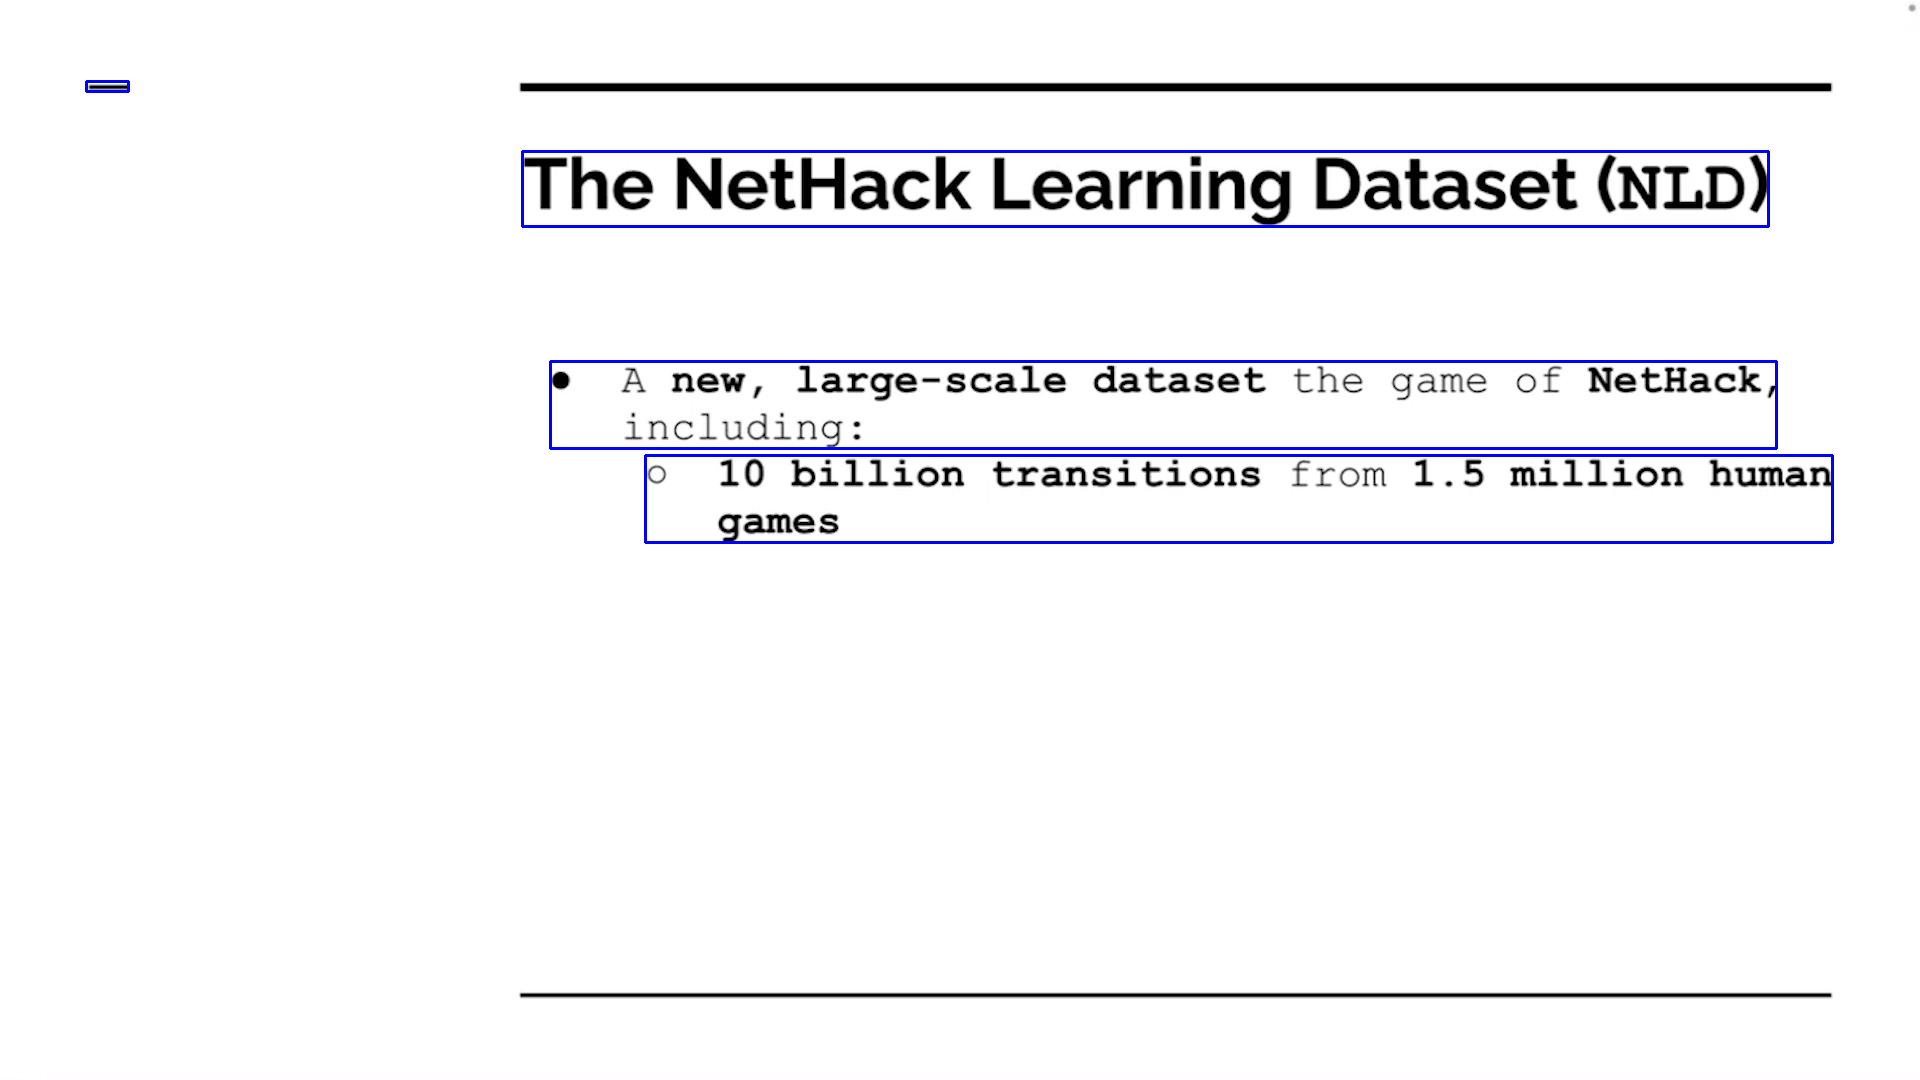 The NetHack Learning Dataset (NLD)
● A new, large-scale dataset the game of NetHack,
including:
○ 10 billion transitions from 1.5 million human
games